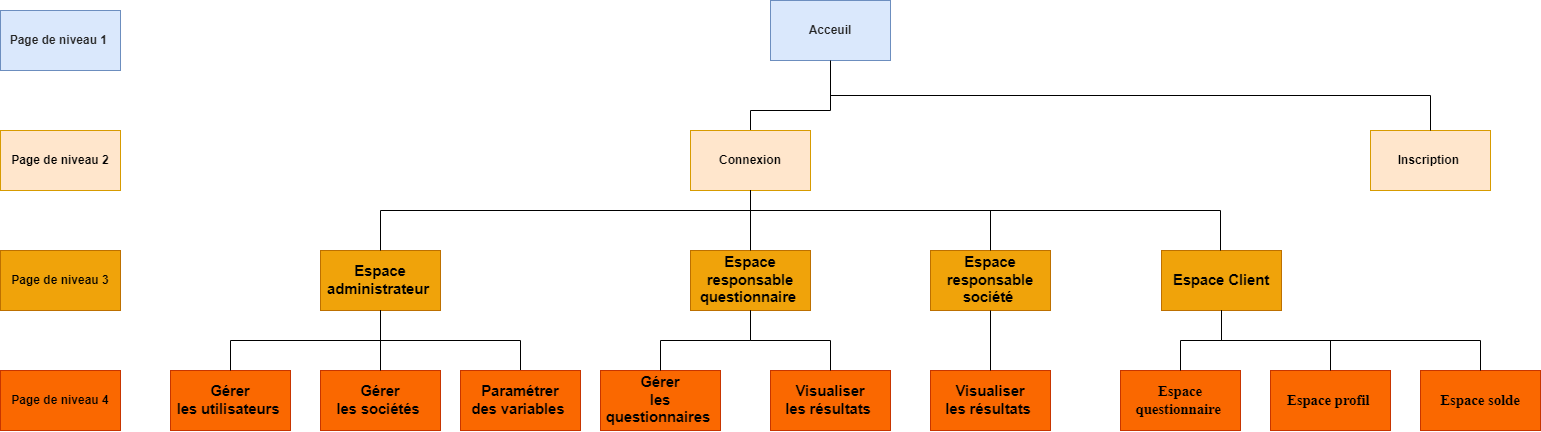 Page de niveau 1
Acceuil
Page de niveau 2
Connexion
Inscription
Page de niveau 3
Espace
administrateur
Espace
responsable
questionnaire
Espace
responsable
société
Espace Client
Page de niveau 4
Gérer
les utilisateurs
Gérer
les sociétés
Paramétrer
des variables
Gérer
les
questionnaires
Visualiser
les résultats
Visualiser
les résultats
Espace
questionnaire
Espace profil
Espace solde